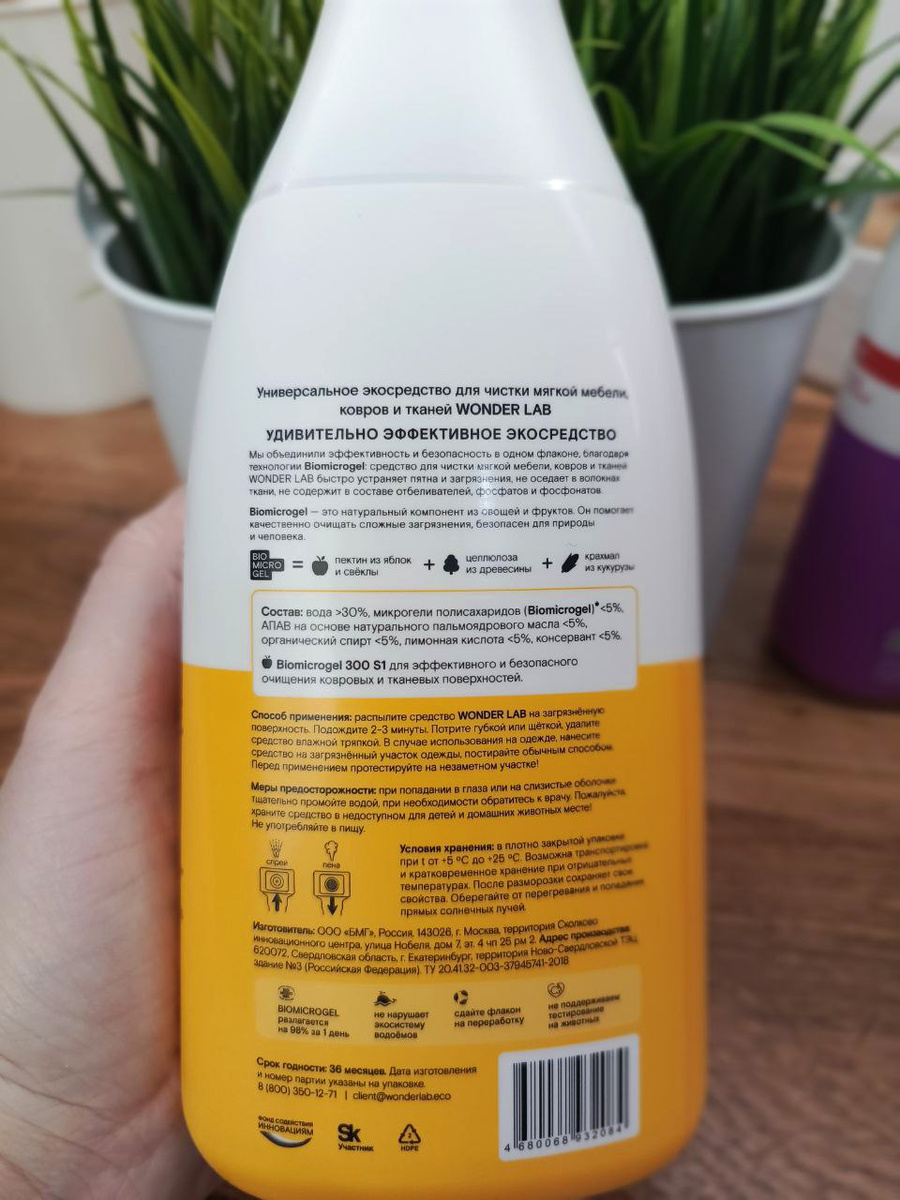 Универсальное экосредство для чистки мягкой мебели,
ковров и тканей WONDER LAB
УДИВИТЕЛЬНО ЭФФЕКТИВНОЕ ЭКОСРЕДСТВО
Мы объединили эффективность и безопасность в одном флаконе, благодаря
технологии Biomicrogel: средство для чистки мягкой мебели, ковров и тканей
WONDER LAB быстро устраняет пятна и загрязнения, не оседает в волокнах
ткани, не содержит в составе отбеливателей, фосфатов и фосфонатов.
Biomicrogel — это натуральный компонент из овощей и фруктов. Он помогает
качественно очищать сложные загрязнения, безопасен для природы
и человека.
BIO
MICRO
GEL
=
пектин из яблок
и свёклы
+
целлюлоза
из древесины
+
крахмал
из кукурузы
Состав: вода >30%, микрогели полисахаридов (Biomicrogel)* <5%,
АПАВ на основе натурального пальмоядрового масла <5%,
органический спирт <5%, лимонная кислота <5%, консервант <5%.
Biomicrogel 300 S1 для эффективного и безопасного
очищения ковровых и тканевых поверхностей.
Способ применения: распылите средство WONDER LAB на загрязнённую
поверхность. Подождите 2-3 минуты. Потрите губкой или щёткой, удалите
средство влажной тряпкой. В случае использования на одежде, нанесите
средство на загрязнённый участок одежды, постирайте обычным способом.
Перед применением протестируйте на незаметном участке!
Меры предосторожности: при попадании в глаза или на слизистые оболочки
тщательно промойте водой, при необходимости обратитесь к врачу. Пожалуйста,
храните средство в недоступном для детей и домашних животных месте!
Не употребляйте в пищу.
спрей
пена
Условия хранения: в плотно закрытой упаковке
при t от +5 ºC до +25 ºC. Возможна транспортировка
и кратковременное хранение при отрицательных
температурах. После разморозки сохраняет свои
свойства. Оберегайте от перегревания и попадания
прямых солнечных лучей.
Изготовитель: ООО «БМГ», Россия, 143026, г. Москва, территория Сколково
инновационного центра, улица Нобеля, дом 7, эт. 4 чп 25 рм 2. Адрес производства:
620072, Свердловская область, г. Екатеринбург, территория Ново-Свердловской ТЭЦ,
здание №3 (Российская Федерация). ТУ 20.41.32-003-37945741-2018
BIOMICROGEL
разлагается
на 98% за 1 день
не нарушает
экосистему
водоёмов
сдайте флакон
на переработку
не поддерживаем
тестирование
на животных
Срок годности: 36 месяцев. Дата изготовления
и номер партии указаны на упаковке.
8 (800) 350-12-71 | client@wonderlab.eco
ФОНД СОДЕЙСТВИЯ
ИННОВАЦИЯМ
Sk
Участник
2
HDPE
4 680068 932084